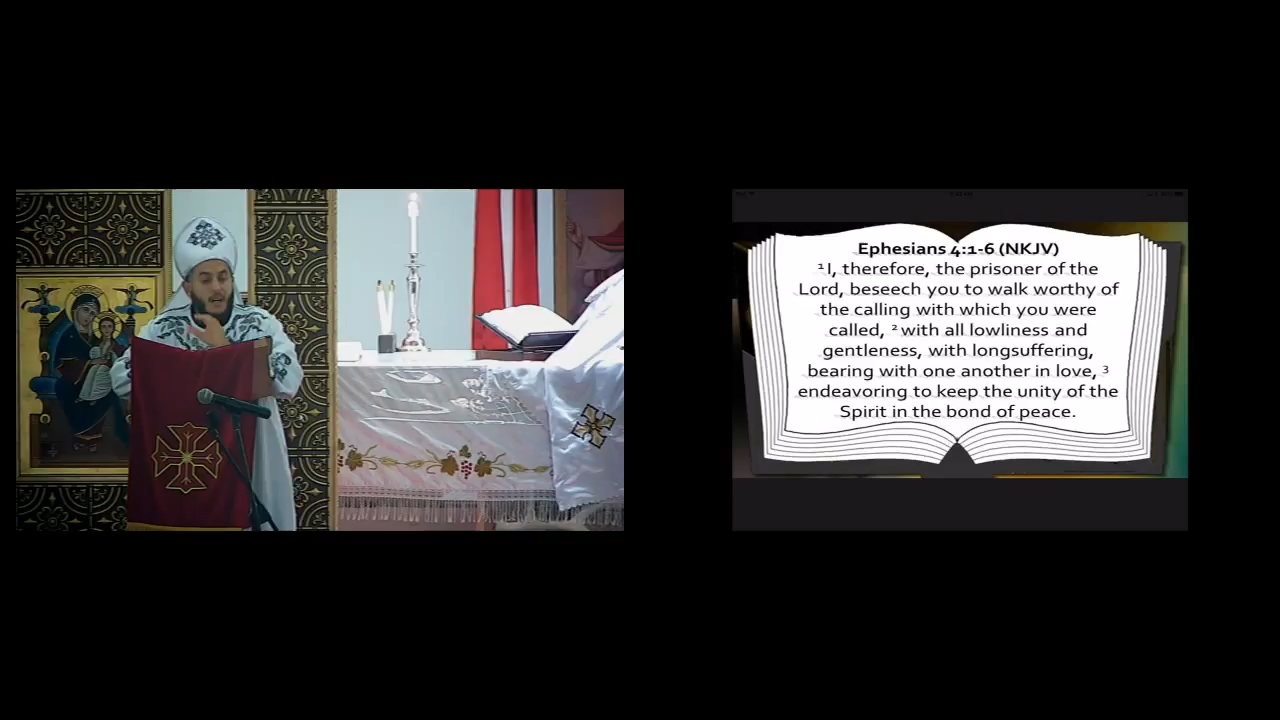 Ephesians 4:1-6 (NKJV)
¹ I, therefore, the prisoner of the
Lord, beseech you to walk worthy of
the calling with which you were
called, ² with all lowliness and
gentleness, with longsuffering,
bearing with one another in love, ³
endeavoring to keep the unity of the
Spirit in the bond of peace.